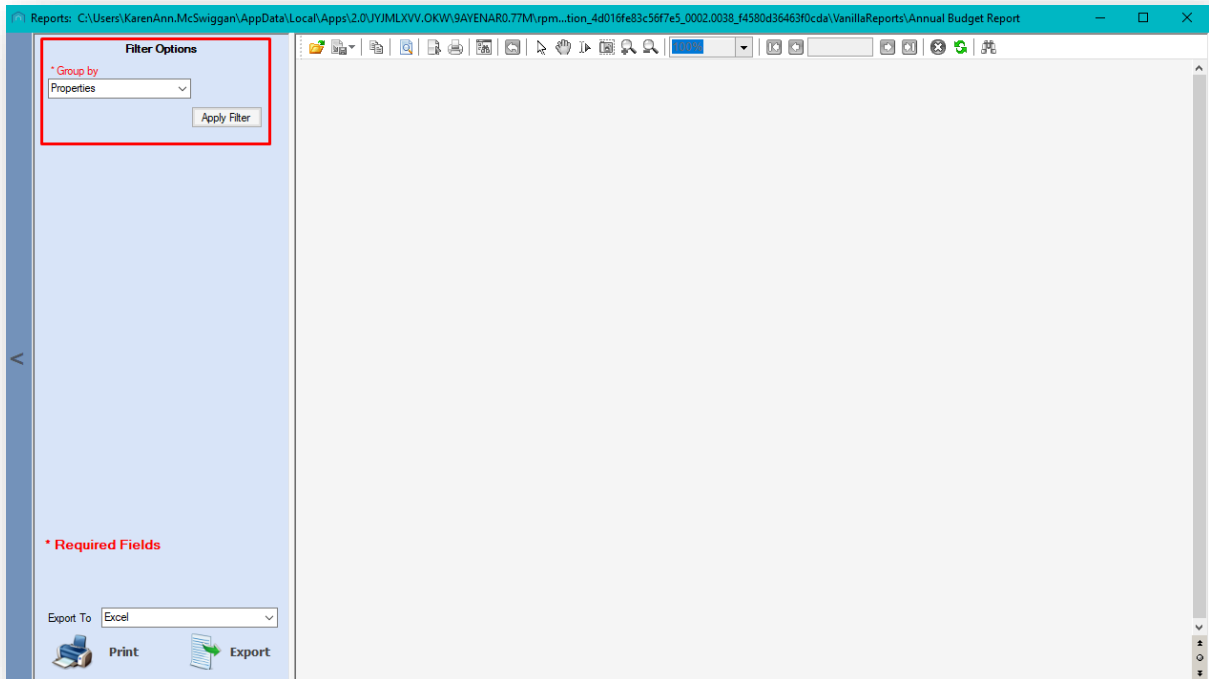 Reports: C:\Users\KarenAnn.McSwiggan\AppData\Local\Apps\2.0\JYJMLXVV.OKW\9AYENAR0.77M\rpm...tion_4d016fe83c56f7e5_0002.0038_f4580d36463f0cda\VanillaReports\Annual Budget Report
Filter Options
100%
* Group by
Properties
Apply Filter
<
* Required Fields
Export To Excel
Print Export